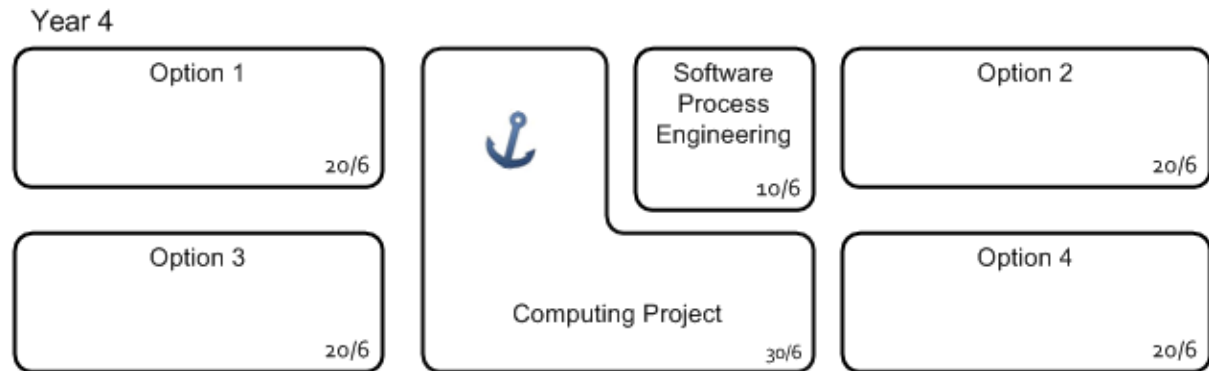 Year 4
Option 1
20/6
Software
Process
Engineering
10/6
Option 2
20/6
Option 3
20/6
Computing Project
30/6
Option 4
20/6